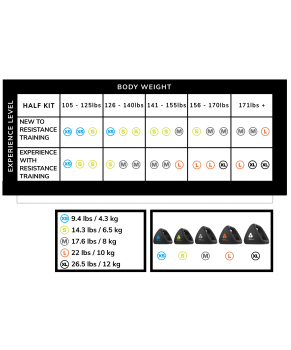 BODY WEIGHT
EXPERIENCE LEVEL
HALF KIT 105 - 125lbs 126 - 140lbs 141 - 155lbs 156 - 170lbs 171lbs +
NEW TO
RESISTANCE
TRAINING
XS XS S XS S S S S M S M M M M L
EXPERIENCE
WITH
RESISTANCE
TRAINING
S S S S M M M M L L L XL L XL XL
XS 9.4 lbs / 4.3 kg
S 14.3 lbs / 6.5 kg
M 17.6 lbs / 8 kg
L 22 lbs / 10 kg
XL 26.5 lbs / 12 kg
XS S M L XL